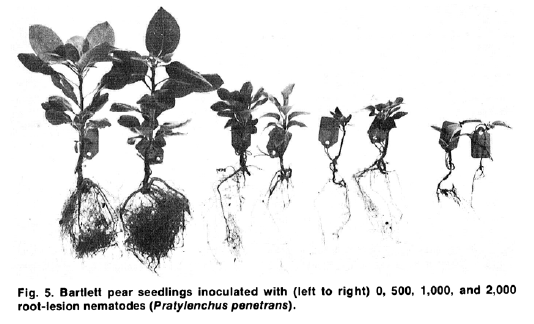 Fig. 5. Bartlett pear seedlings inoculated with (left to right) 0, 500, 1,000, and 2,000
root-lesion nematodes (Pratylenchus penetrans).